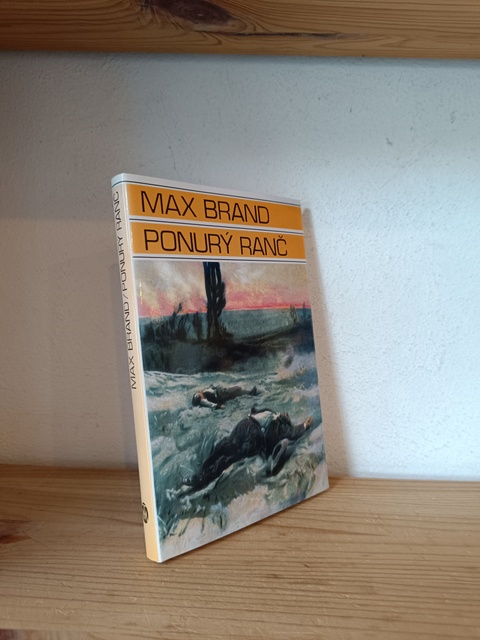 MAX BRAND
PONURÝ RANČ
MAX BRAND / PONURÝ RANČ